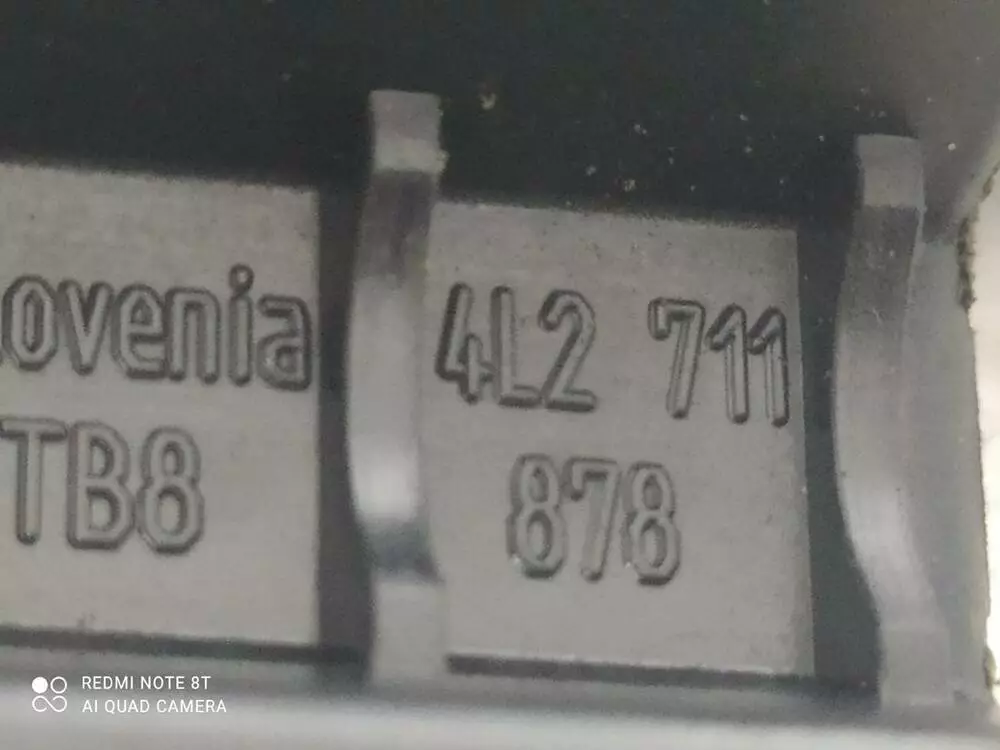 ovenia
TB8
4L2 711
878
REDMI NOTE 8T
AI QUAD CAMERA